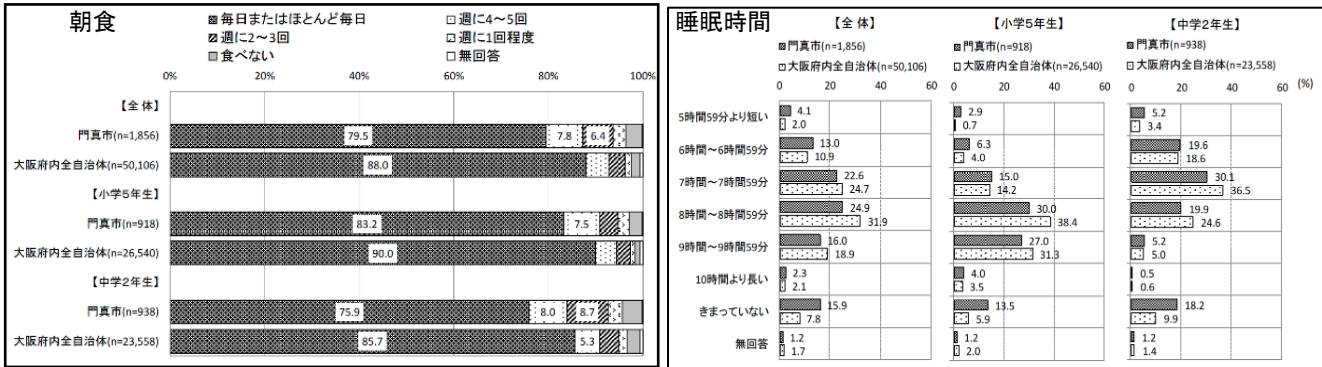 朝食
毎日またはほとんど毎日 週に4～5回
週に2～3回 週に1回程度
食べない 無回答
0% 20% 40% 60% 80% 100%
【全 体】
門真市(n=1,856) 79.5 7.8 6.4
大阪府内全自治体(n=50,106) 88.0
【小学5年生】
門真市(n=918) 83.2 7.5
大阪府内全自治体(n=26,540) 90.0
【中学2年生】
門真市(n=938) 75.9 8.0 8.7
大阪府内全自治体(n=23,558) 85.7 5.3
睡眠時間
【全 体】 【小学5年生】 【中学2年生】
門真市(n=1,856) 門真市(n=918) 門真市(n=938)
大阪府内全自治体(n=50,106) 大阪府内全自治体(n=26,540) 大阪府内全自治体(n=23,558)
0 20 40 60 0 20 40 60 0 20 40 60 (%)
5時間59分より短い 4.1 2.9 5.2
2.0 0.7 3.4
6時間～6時間59分 13.0 6.3 19.6
10.9 4.0 18.6
7時間～7時間59分 22.6 15.0 30.1
24.7 14.2 36.5
8時間～8時間59分 24.9 30.0 19.9
31.9 38.4 24.6
9時間～9時間59分 16.0 27.0 5.2
18.9 31.3 5.0
10時間より長い 2.3 4.0 0.5
2.1 3.5 0.6
きまっていない 15.9 13.5 18.2
7.8 5.9 9.9
無回答 1.2 1.2 1.2
1.7 2.0 1.4
0 20 40 60 0 20 40 60 0 20 40 60